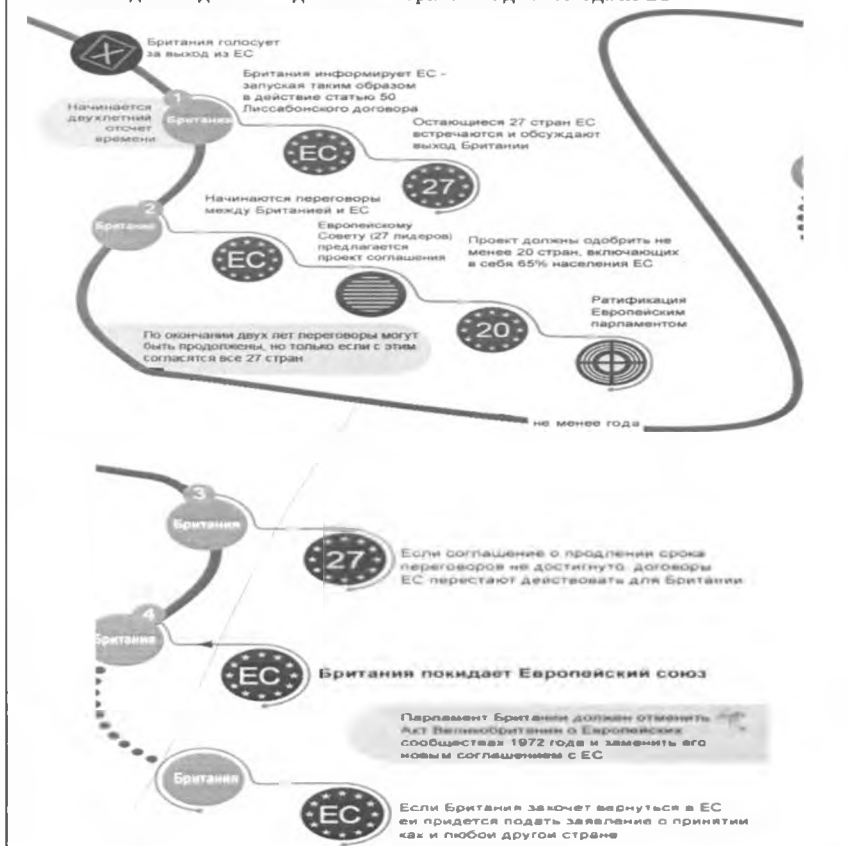 Британия голосует
за выход из ЕС
Британия информирует ЕС -
запуская таким образом
в действие статью 50
Лиссабонского договора
1
Британия
Начинается
двухлетний
отсчет
времени
ЕС
Остающиеся 27 стран ЕС
встречаются и обсуждают
выход Британии
27
2
Британия
Начинаются переговоры
между Британией и ЕС
ЕС
Европейскому
Совету (27 лидеров)
предлагается
проект соглашения
Проект должны одобрить не
менее 20 стран, включающих
в себя 65% населения ЕС
20
Ратификация
Европейским
парламентом
По окончании двух лет переговоры могут
быть продолжены, но только если с этим
согласятся все 27 стран
не менее года
3
Британия
27
Если соглашение о продлении срока
переговоров не достигнуто, договоры
ЕС перестают действовать для Британии
4
Британия
ЕС
Британия покидает Европейский союз
Парламент Британии должен отменить
Акт Великобритании о Европейских
сообществах 1972 года и заменить его
новым соглашением с ЕС
Британия
ЕС
Если Британия захочет вернуться в ЕС
ей придется подать заявление о принятии
как и любой другой стране